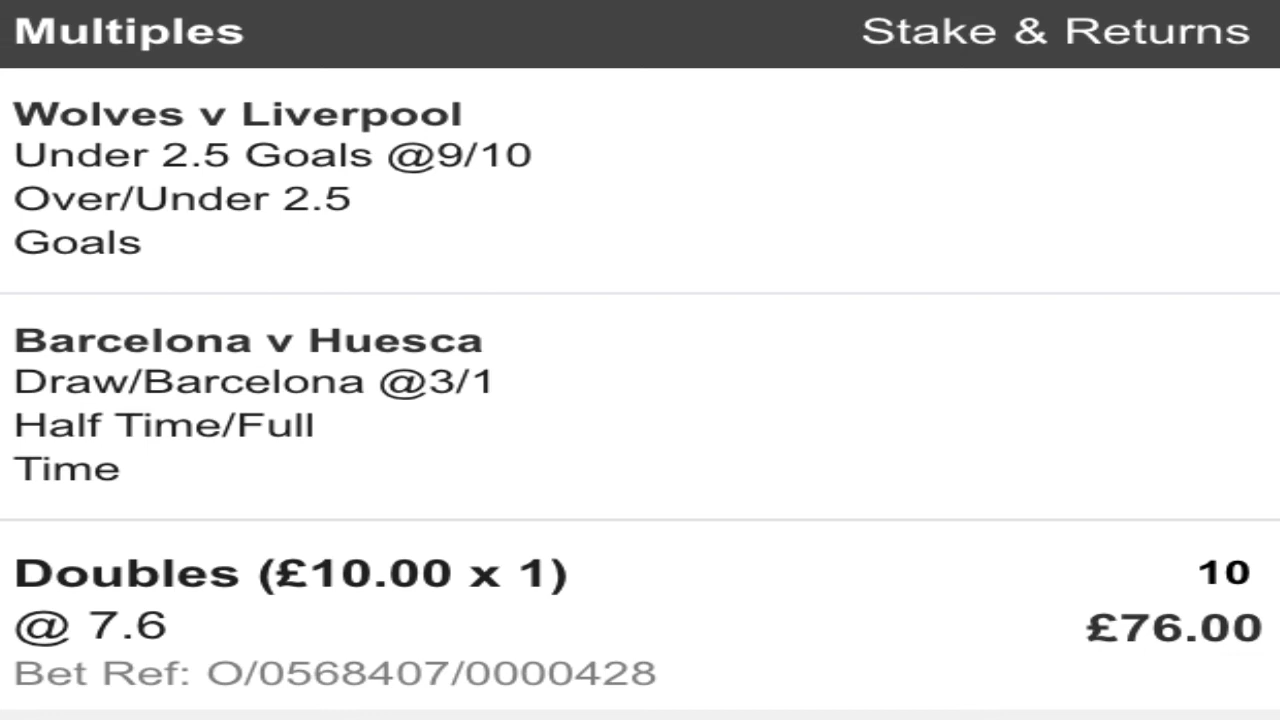 Multiples Stake & Returns
Wolves v Liverpool
Under 2.5 Goals @9/10
Over/Under 2.5
Goals
Barcelona v Huesca
Draw/Barcelona @3/1
Half Time/Full
Time
Doubles (£10.00 x 1) 10
@ 7.6 £76.00
Bet Ref: O/0568407/0000428